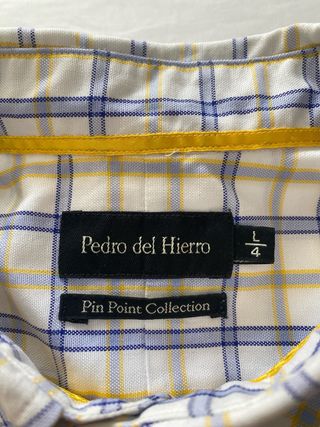 Pedro del Hierro
L
4
Pin Point Collection